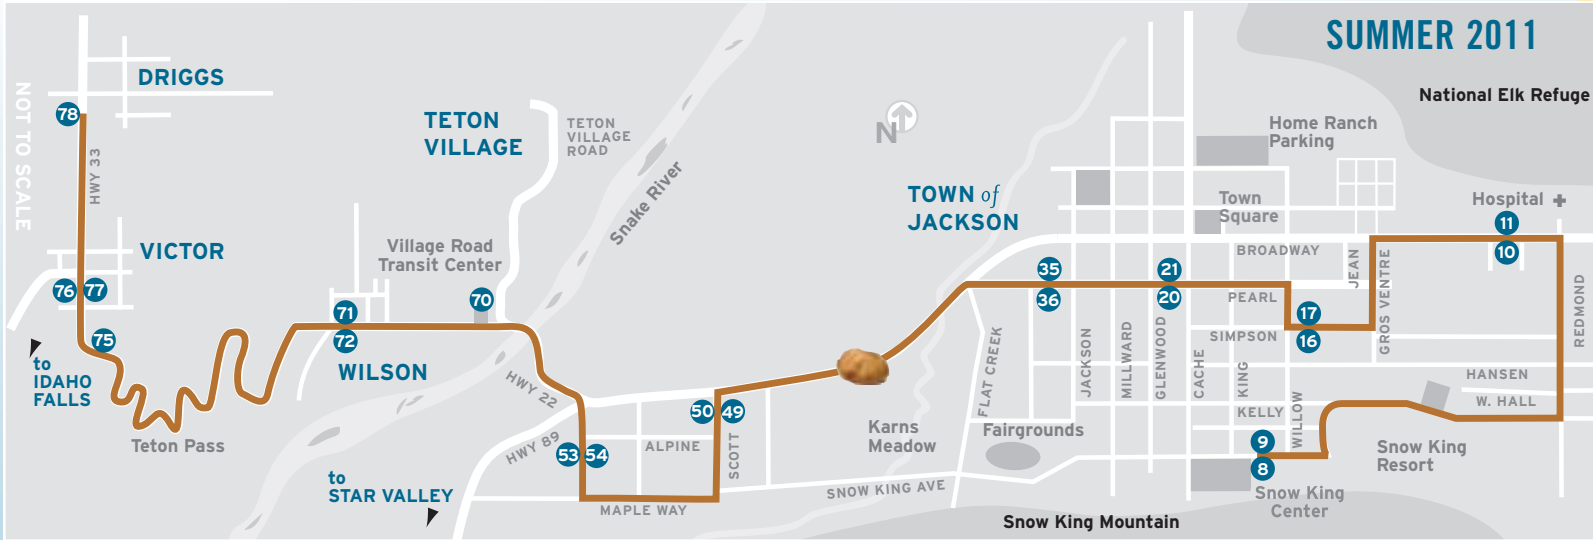 SUMMER 2011
National Elk Refuge
NOT TO SCALE
DRIGGS
78
HWY 33
TETON
VILLAGE
TETON
VILLAGE
ROAD
Snake River
N
Home Ranch
Parking
TOWN of
JACKSON
Town
Square
Hospital
11
10
VICTOR
76
77
75
to
IDAHO
FALLS
Teton Pass
Village Road
Transit Center
70
71
72
WILSON
HWY 22
HWY 89
to
STAR VALLEY
53
54
ALPINE
50
49
SCOTT
MAPLE WAY
SNOW KING AVE
Karns
Meadow
FLAT CREEK
Fairgrounds
35
36
21
20
BROADWAY
PEARL
SIMPSON
JEAN
GROS VENTRE
REDMOND
17
16
JACKSON
MILLWARD
GLENWOOD
CACHE
KING
WILLOW
KELLY
HANSEN
W. HALL
9
8
Snow King
Center
Snow King
Resort
Snow King Mountain